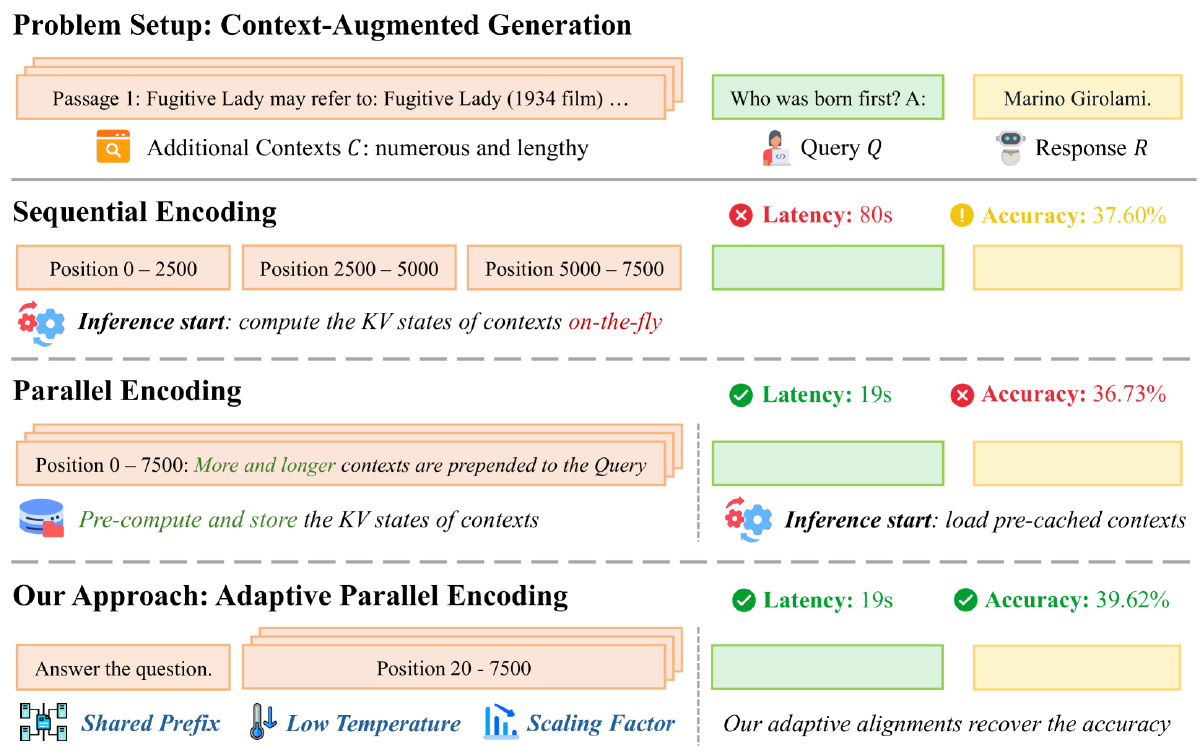 Problem Setup: Context-Augmented Generation
Passage 1: Fugitive Lady may refer to: Fugitive Lady (1934 film) …
Who was born first? A:
Marino Girolami.
Additional Contexts C: numerous and lengthy
Query Q
Response R
Sequential Encoding
Latency: 80s
Accuracy: 37.60%
Position 0 – 2500
Position 2500 – 5000
Position 5000 – 7500
Inference start: compute the KV states of contexts on-the-fly
Parallel Encoding
Latency: 19s
Accuracy: 36.73%
Position 0 – 7500: More and longer contexts are prepended to the Query
Pre-compute and store the KV states of contexts
Inference start: load pre-cached contexts
Our Approach: Adaptive Parallel Encoding
Latency: 19s
Accuracy: 39.62%
Answer the question.
Position 20 - 7500
Shared Prefix
Low Temperature
Scaling Factor
Our adaptive alignments recover the accuracy